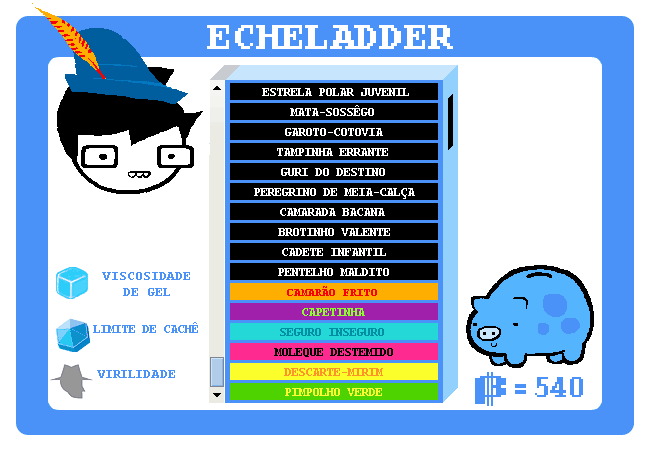 ECHELADDER
ESTRELA POLAR JUVENIL
MATA-SOSSÊGO
GAROTO-COTOVIA
TAMPINHA ERRANTE
GURI DO DESTINO
PEREGRINO DE MEIA-CALÇA
CAMARADA BACANA
BROTINHO VALENTE
CADETE INFANTIL
PENTELHO MALDITO
CAMARÃO FRITO
CAPETINHA
SEGURO INSEGURO
MOLEQUE DESTEMIDO
DESCARTE-MIRIM
PIMPOLHO VERDE
VISCOSIDADE
DE GEL
LIMITE DE CACHÊ
VIRILIDADE
= 540